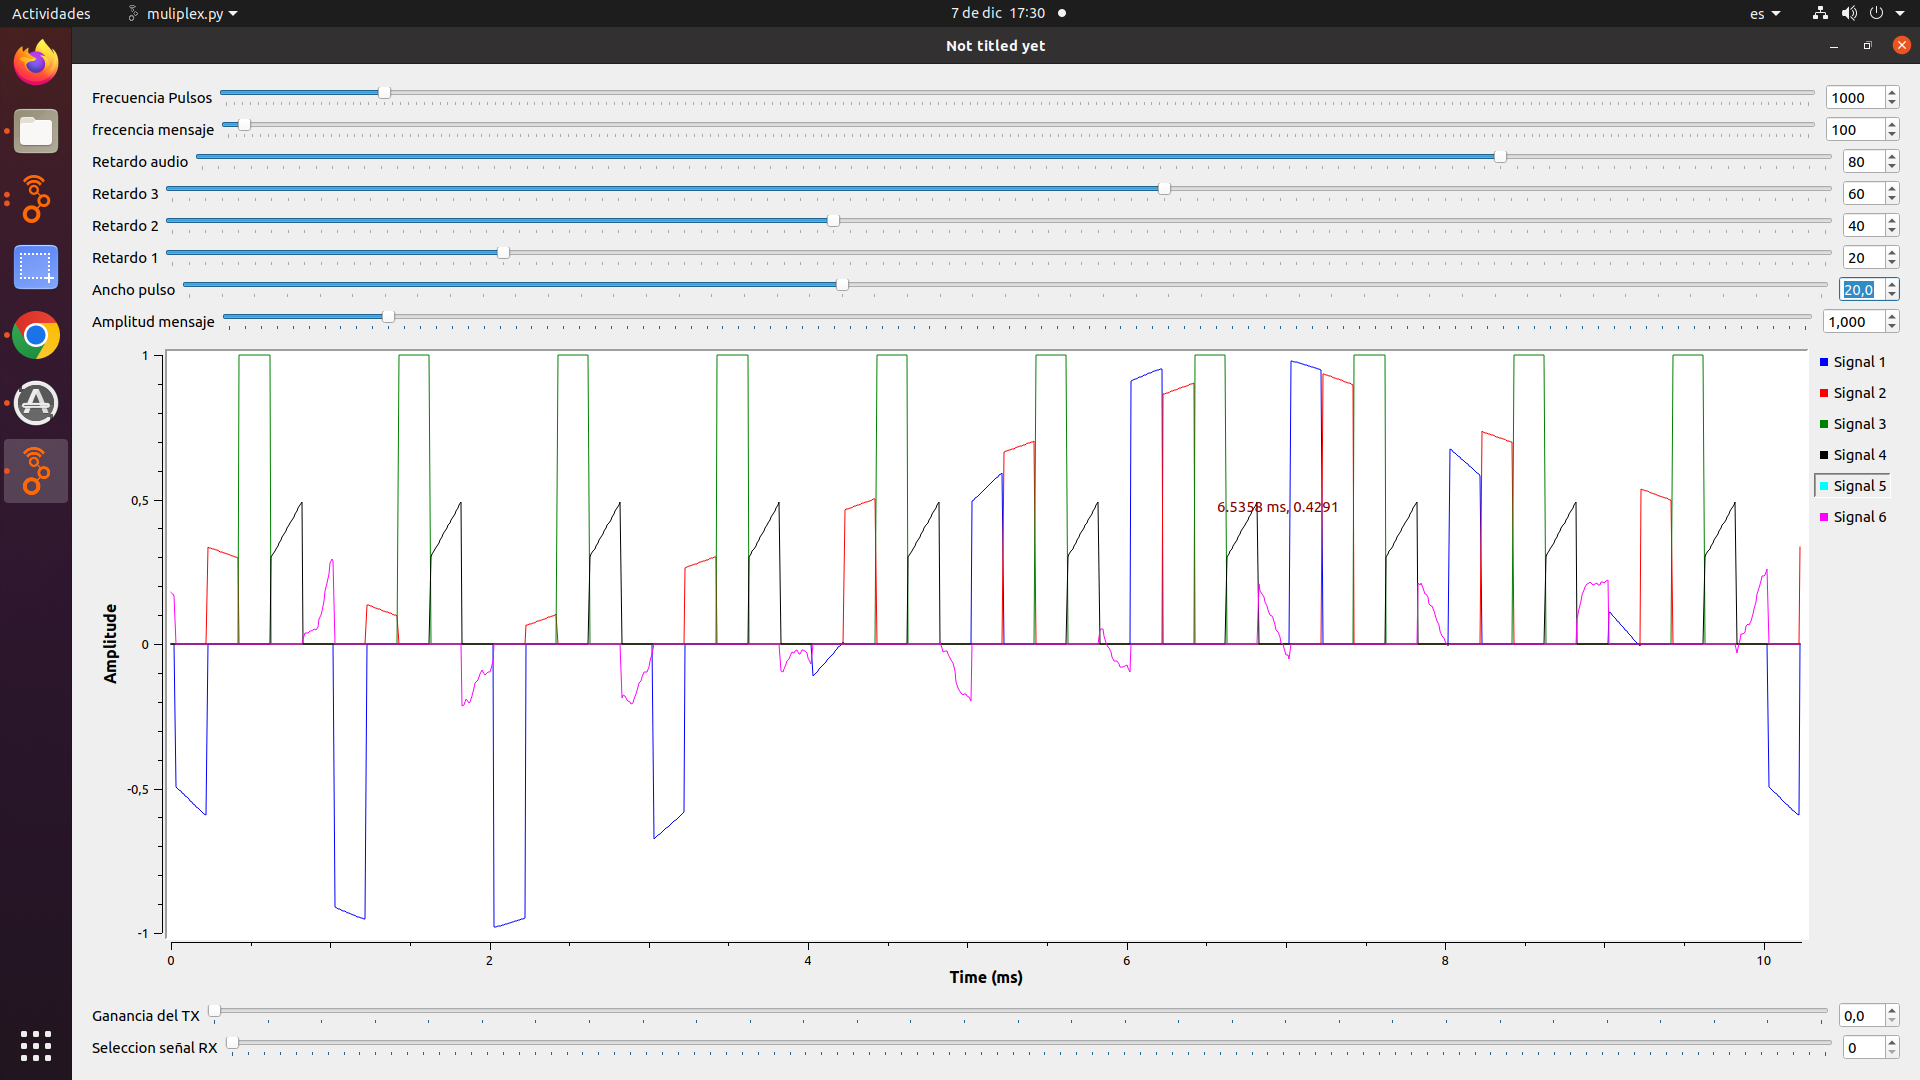 Actividades
muliplex.py
7 de dic 17:30
es
Not titled yet
Frecuencia Pulsos
1000
frecencia mensaje
100
Retardo audio
80
Retardo 3
60
Retardo 2
40
Retardo 1
20
Ancho pulso
20,0
Amplitud mensaje
1,000
Signal 1
Signal 2
Signal 3
Signal 4
Signal 5
Signal 6
1
0,5
0
-0,5
-1
Amplitude
6.5358 ms, 0.4291
0
2
4
6
8
10
Time (ms)
Ganancia del TX
0,0
Seleccion señal RX
0